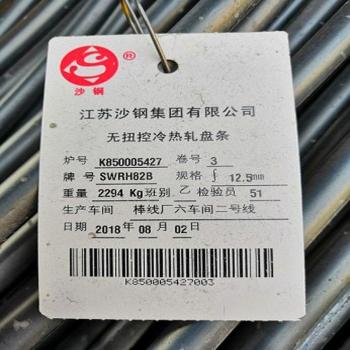 沙钢 ®
江苏沙钢集团有限公司
无扭控冷热轧盘条
炉号 K850005427 卷号 3
牌号 SWRH82B 规格 ∮ 12.5mm
重量 2294 Kg 班别 乙 检验员 51
生产车间 棒线厂六车间二号线
日期 2018 年 08 月 02 日
K850005427003